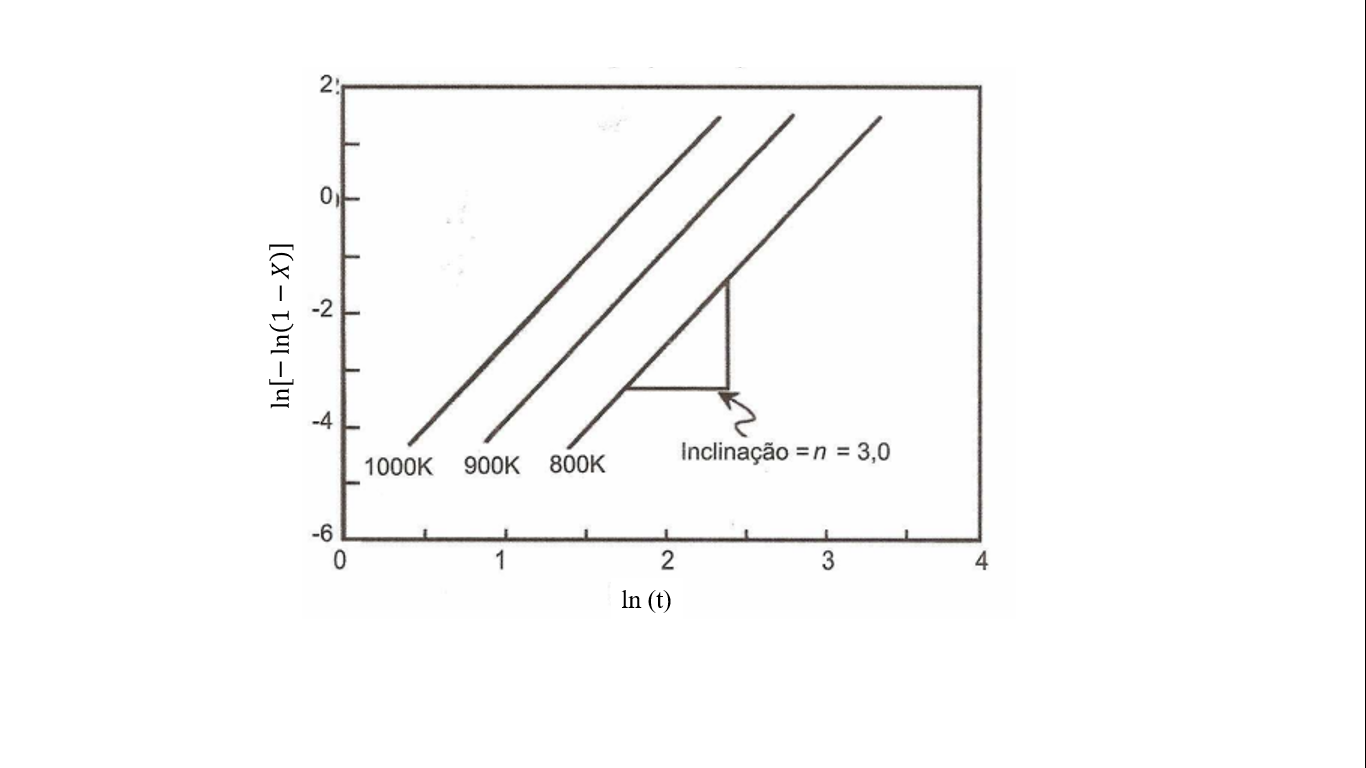 2
0
-2
-4
-6
ln[− ln(1 − X)]
1000K
900K
800K
Inclinação = n = 3,0
0 1 2 3 4
ln (t)